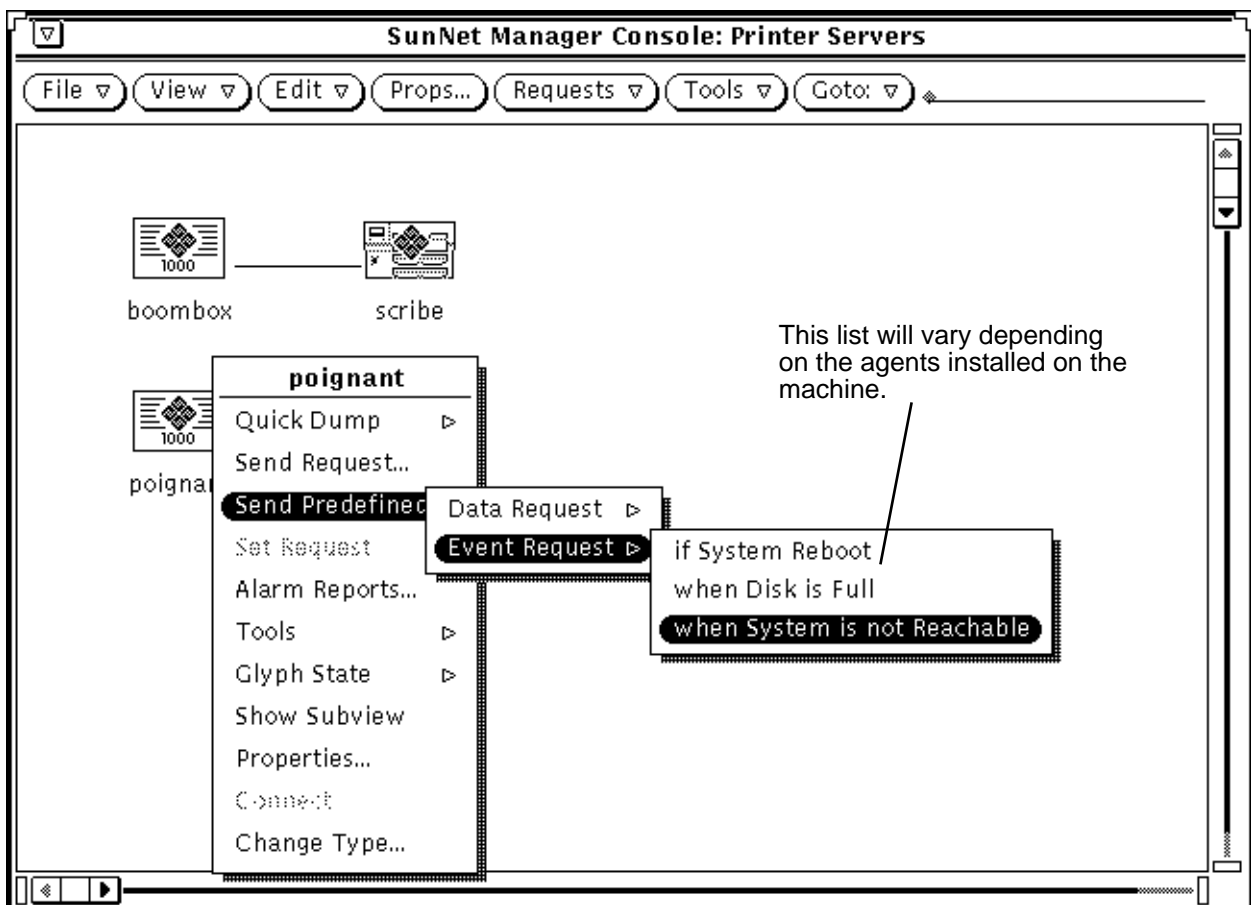 SunNet Manager Console: Printer Servers
File View Edit Props... Requests Tools Goto:
1000
boombox scribe
This list will vary depending
on the agents installed on the
machine.
poignant
1000
poignan
Quick Dump
Send Request...
Send Predefined
Set Request
Alarm Reports...
Tools
Glyph State
Show Subview
Properties...
Connect
Change Type...
Data Request
Event Request
if System Reboot
when Disk is Full
when System is not Reachable